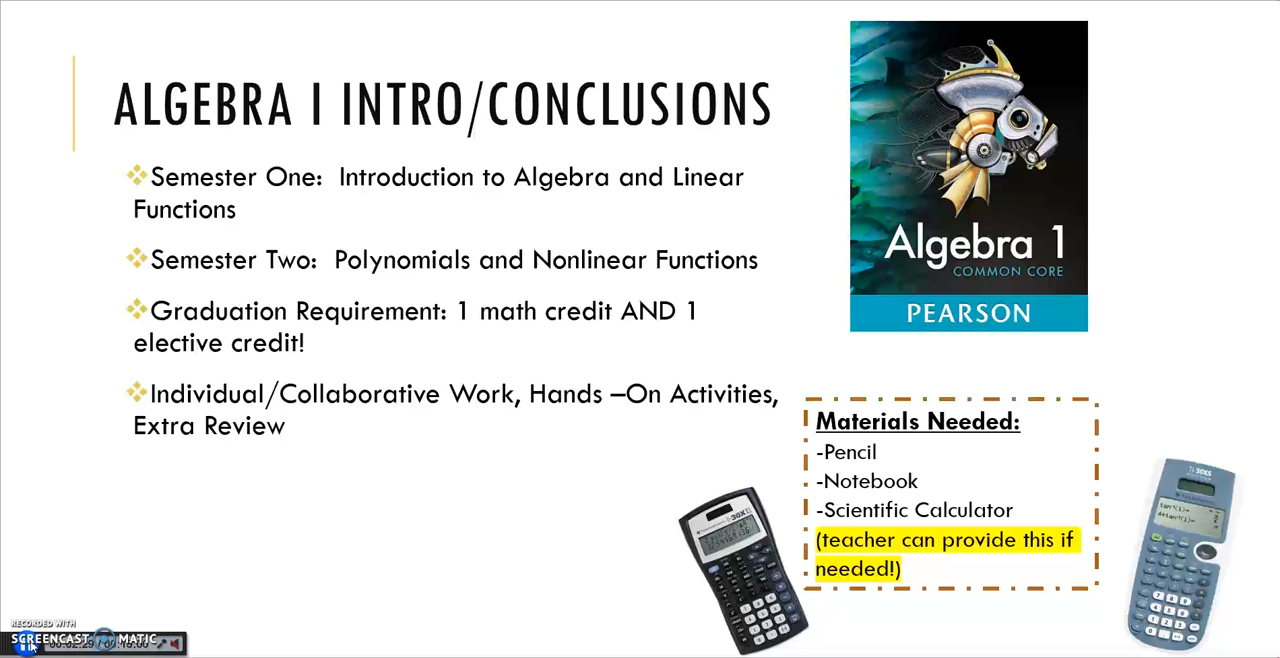 ALGEBRA I INTRO/CONCLUSIONS
❖Semester One: Introduction to Algebra and Linear
Functions
❖Semester Two: Polynomials and Nonlinear Functions
❖Graduation Requirement: 1 math credit AND 1
elective credit!
❖Individual/Collaborative Work, Hands –On Activities,
Extra Review
Algebra 1
COMMON CORE
PEARSON
Materials Needed:
-Pencil
-Notebook
-Scientific Calculator
(teacher can provide this if
needed!)
RECORDED WITH
SCREENCAST MATIC